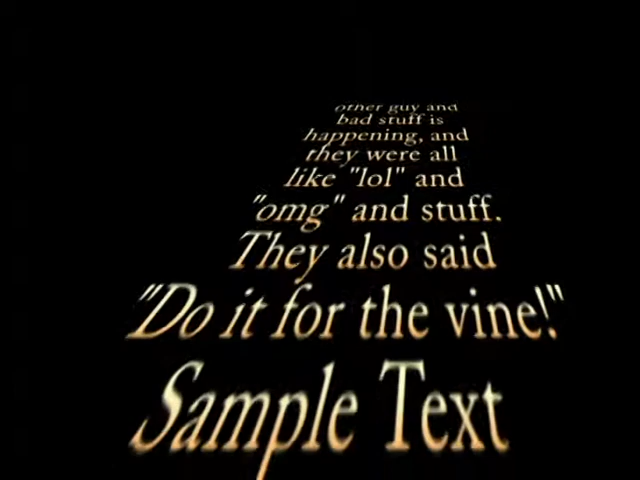 other guy and
bad stuff is
happening, and
they were all
like "lol" and
"omg" and stuff.
They also said
"Do it for the vine!"
Sample Text